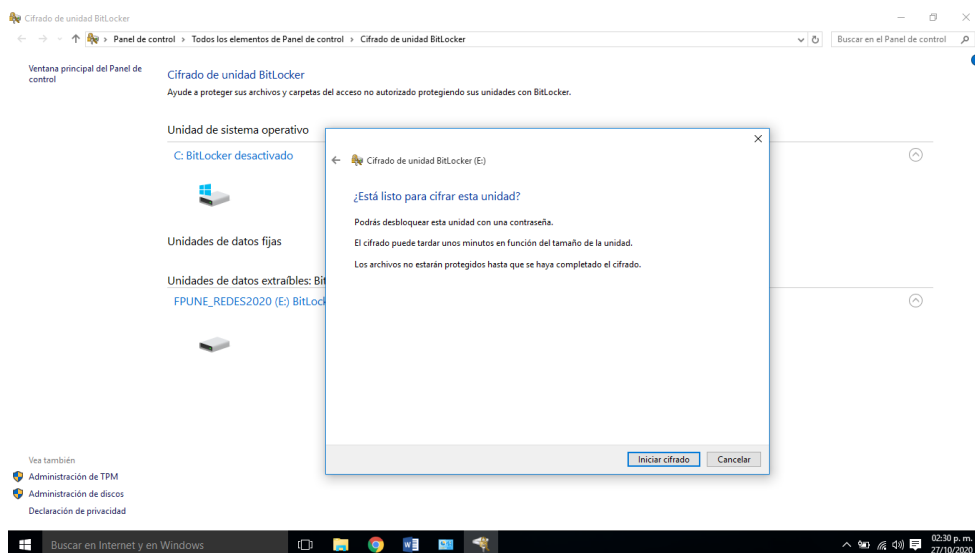 Cifrado de unidad BitLocker
Panel de control > Todos los elementos de Panel de control > Cifrado de unidad BitLocker
Buscar en el Panel de control
Ventana principal del Panel de
control
Cifrado de unidad BitLocker
Ayude a proteger sus archivos y carpetas del acceso no autorizado protegiendo sus unidades con BitLocker.
Unidad de sistema operativo
C: BitLocker desactivado
Unidades de datos fijas
Unidades de datos extraíbles: Bit
FPUNE_REDES2020 (E:) BitLock
Cifrado de unidad BitLocker (E:)
¿Está listo para cifrar esta unidad?
Podrás desbloquear esta unidad con una contraseña.
El cifrado puede tardar unos minutos en función del tamaño de la unidad.
Los archivos no estarán protegidos hasta que se haya completado el cifrado.
Iniciar cifrado
Cancelar
Vea también
Administración de TPM
Administración de discos
Declaración de privacidad
Buscar en Internet y en Windows
02:30 p. m.
27/10/2020